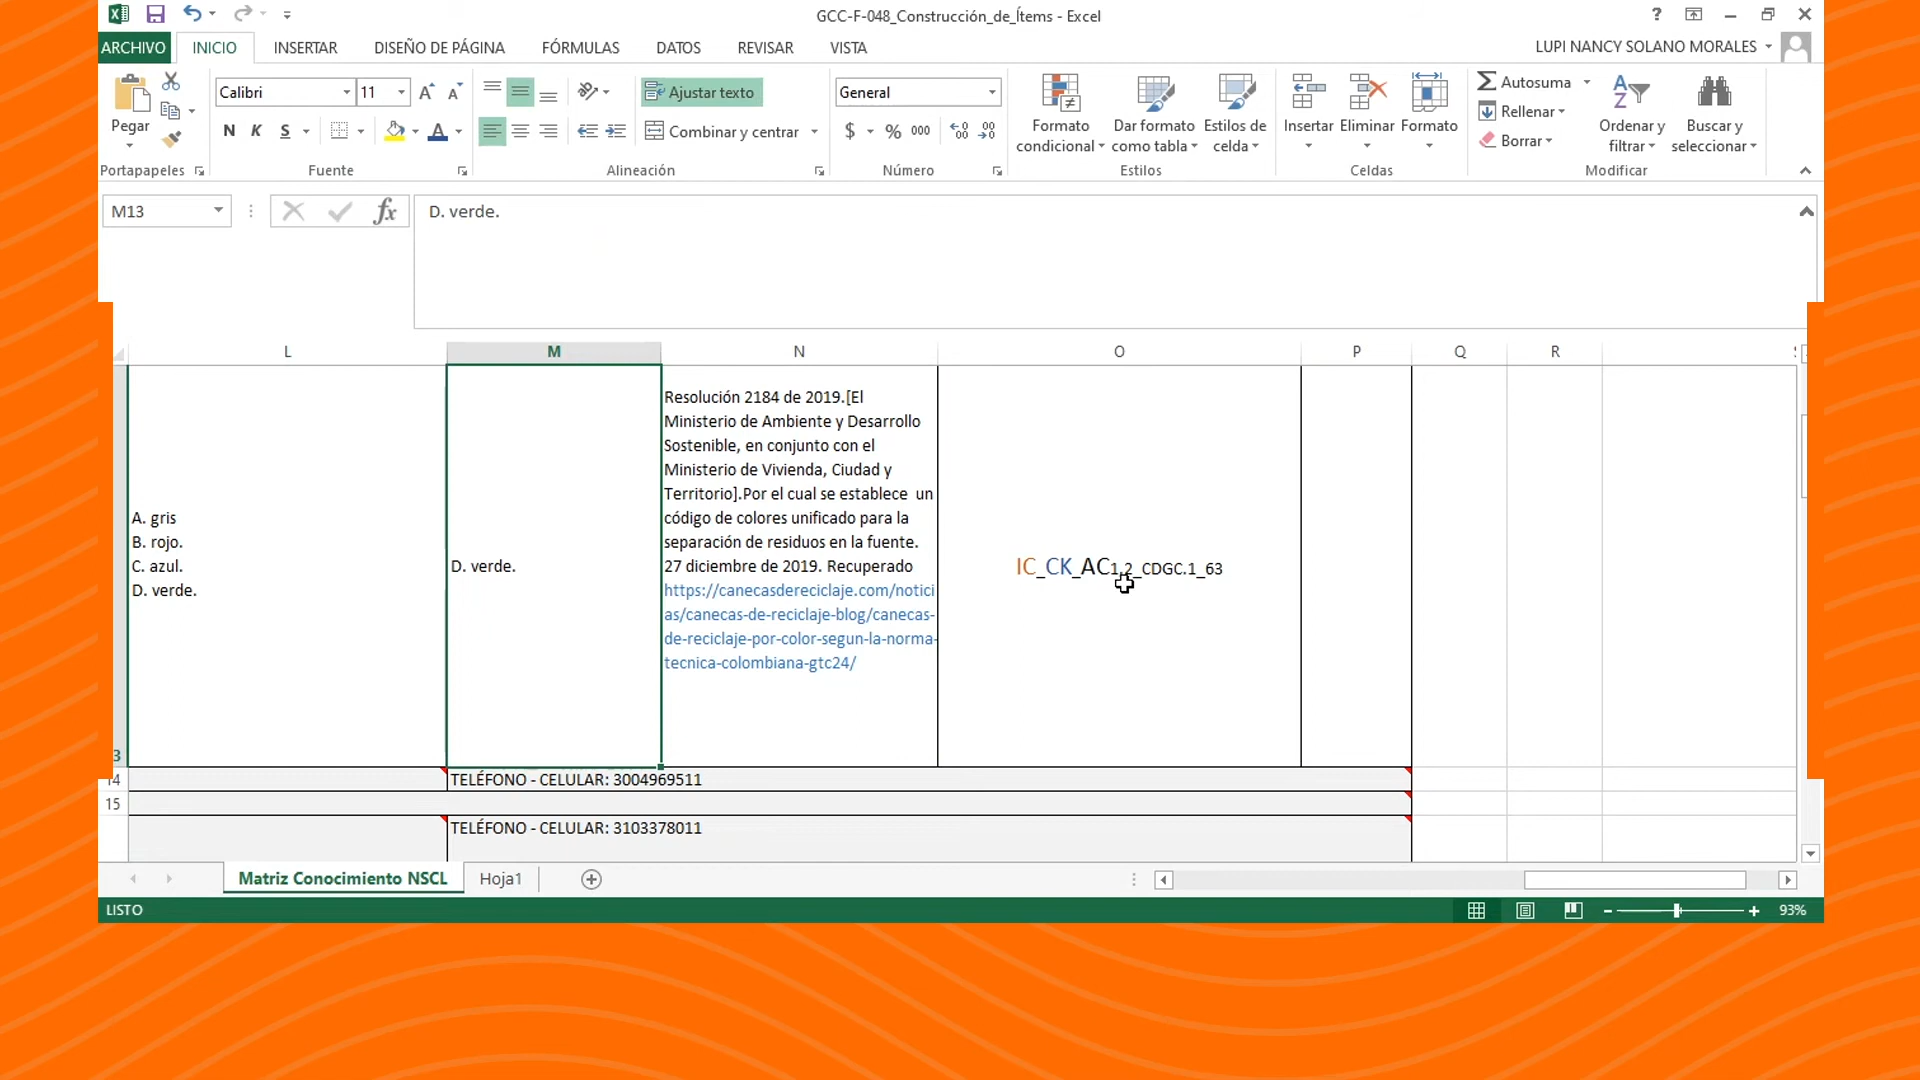 GCC-F-048_Construcción_de_Ítems - Excel
?
ARCHIVO INICIO INSERTAR DISEÑO DE PÁGINA FÓRMULAS DATOS REVISAR VISTA
LUPI NANCY SOLANO MORALES
Pegar
Calibri 11
N K S
Ajustar texto
Combinar y centrar
General
$ % 000
Formato condicional
Dar formato como tabla
Estilos de celda
Insertar Eliminar Formato
Autosuma
Rellenar
Borrar
Ordenar y filtrar
Buscar y seleccionar
Portapapeles Fuente Alineación Número Estilos Celdas Modificar
M13 fx D. verde.
L M N O P Q R
A. gris
B. rojo.
C. azul.
D. verde.
D. verde.
Resolución 2184 de 2019.[El
Ministerio de Ambiente y Desarrollo
Sostenible, en conjunto con el
Ministerio de Vivienda, Ciudad y
Territorio].Por el cual se establece  un
código de colores unificado para la
separación de residuos en la fuente.
27 diciembre de 2019. Recuperado
https://canecasdereciclaje.com/notici
as/canecas-de-reciclaje-blog/canecas-
de-reciclaje-por-color-segun-la-norma-
tecnica-colombiana-gtc24/
IC_CK_AC1,2_CDGC.1_63
3
14 TELÉFONO - CELULAR: 3004969511
15
TELÉFONO - CELULAR: 3103378011
Matriz Conocimiento NSCL Hoja1
LISTO
93%